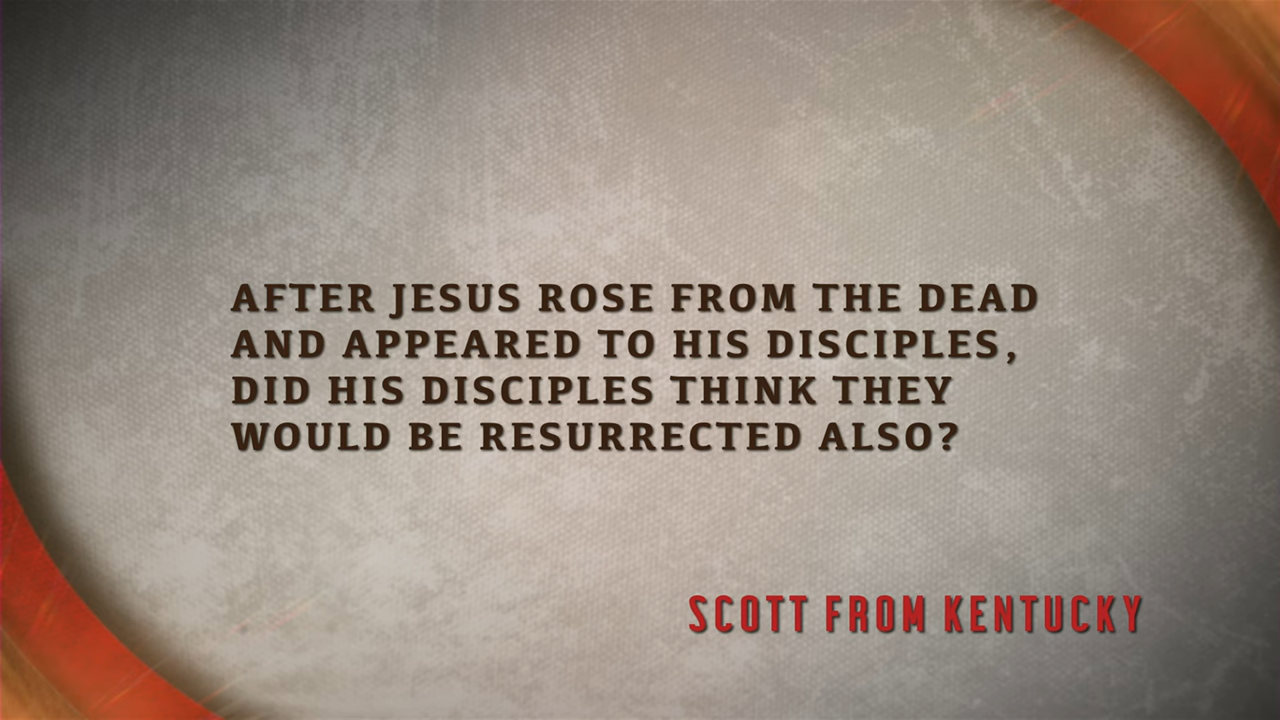 AFTER JESUS ROSE FROM THE DEAD
AND APPEARED TO HIS DISCIPLES,
DID HIS DISCIPLES THINK THEY
WOULD BE RESURRECTED ALSO?
SCOTT FROM KENTUCKY